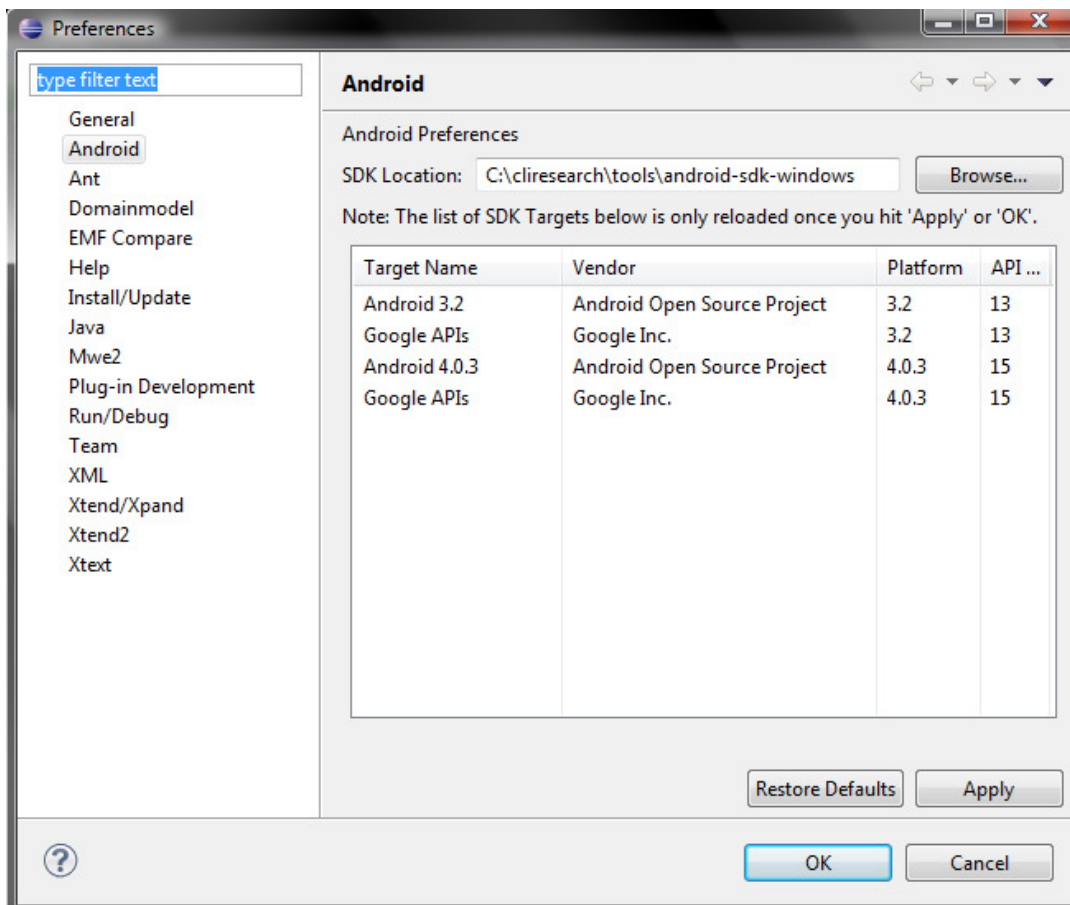 Preferences
type filter text
General
Android
Ant
Domainmodel
EMF Compare
Help
Install/Update
Java
Mwe2
Plug-in Development
Run/Debug
Team
XML
Xtend/Xpand
Xtend2
Xtext
Android
Android Preferences
SDK Location: C:\cliresearch\tools\android-sdk-windows Browse...
Note: The list of SDK Targets below is only reloaded once you hit 'Apply' or 'OK'.
Target Name Vendor Platform API ...
Android 3.2 Android Open Source Project 3.2 13
Google APIs Google Inc. 3.2 13
Android 4.0.3 Android Open Source Project 4.0.3 15
Google APIs Google Inc. 4.0.3 15
Restore Defaults Apply
? OK Cancel